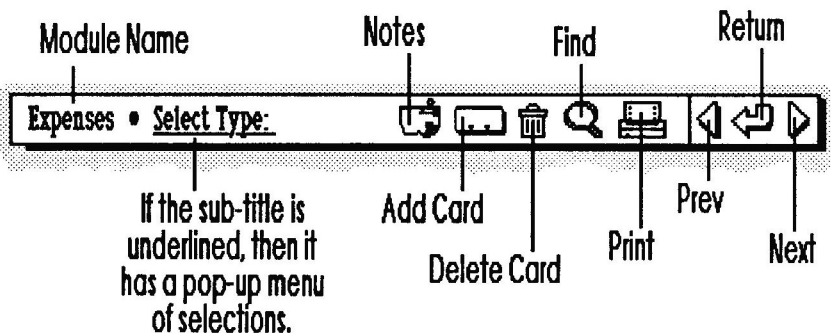 Module Name
Notes
Find
Return
Expenses • Select Type:
If the sub-title is
underlined, then it
has a pop-up menu
of selections.
Add Card
Delete Card
Print
Prev
Next